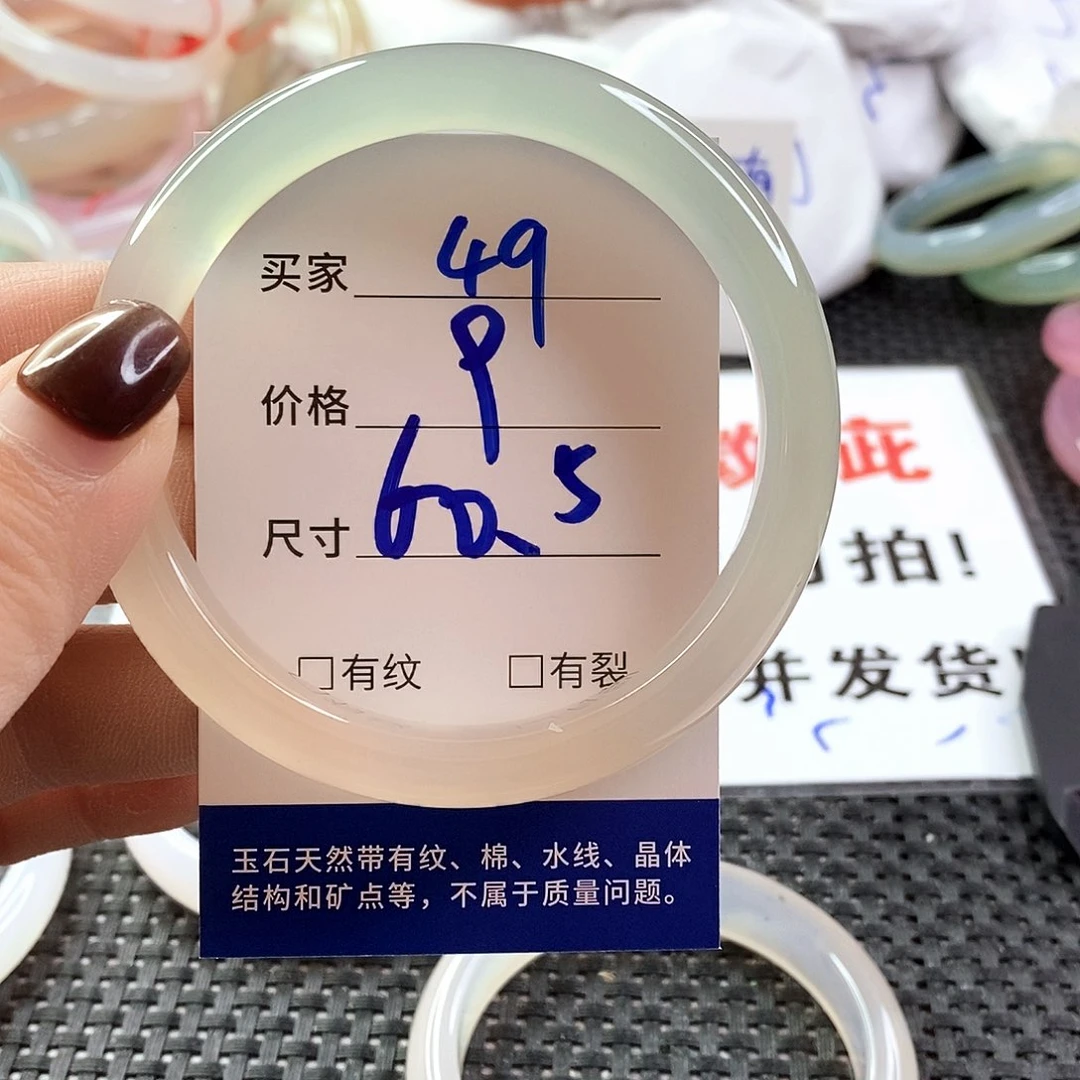 买家 49
价格 9
尺寸 60.5
□有纹 □有裂
玉石天然带有纹、棉、水线、晶体
结构和矿点等，不属于质量问题。
此
拍!
并发货